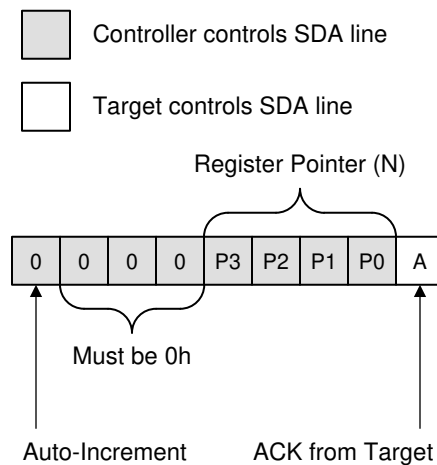 Controller controls SDA line
Target controls SDA line
Register Pointer (N)
0 0 0 0 P3 P2 P1 P0 A
Must be 0h
Auto-Increment ACK from Target